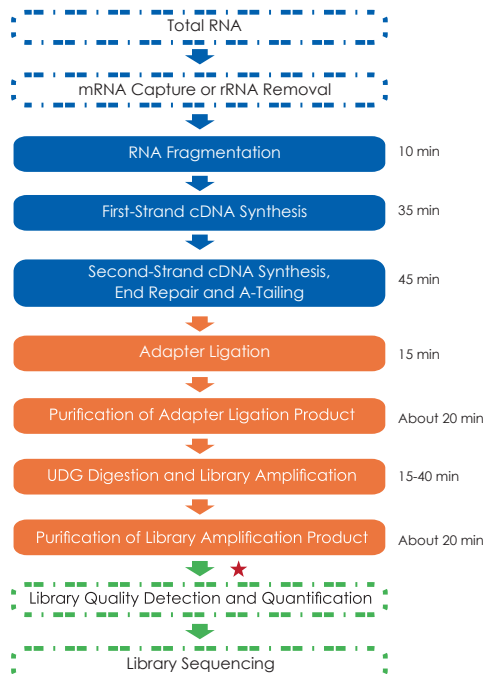 Total RNA
mRNA Capture or rRNA Removal
RNA Fragmentation
10 min
First-Strand cDNA Synthesis
35 min
Second-Strand cDNA Synthesis,
End Repair and A-Tailing
45 min
Adapter Ligation
15 min
Purification of Adapter Ligation Product
About 20 min
UDG Digestion and Library Amplification
15-40 min
Purification of Library Amplification Product
About 20 min
Library Quality Detection and Quantification
Library Sequencing